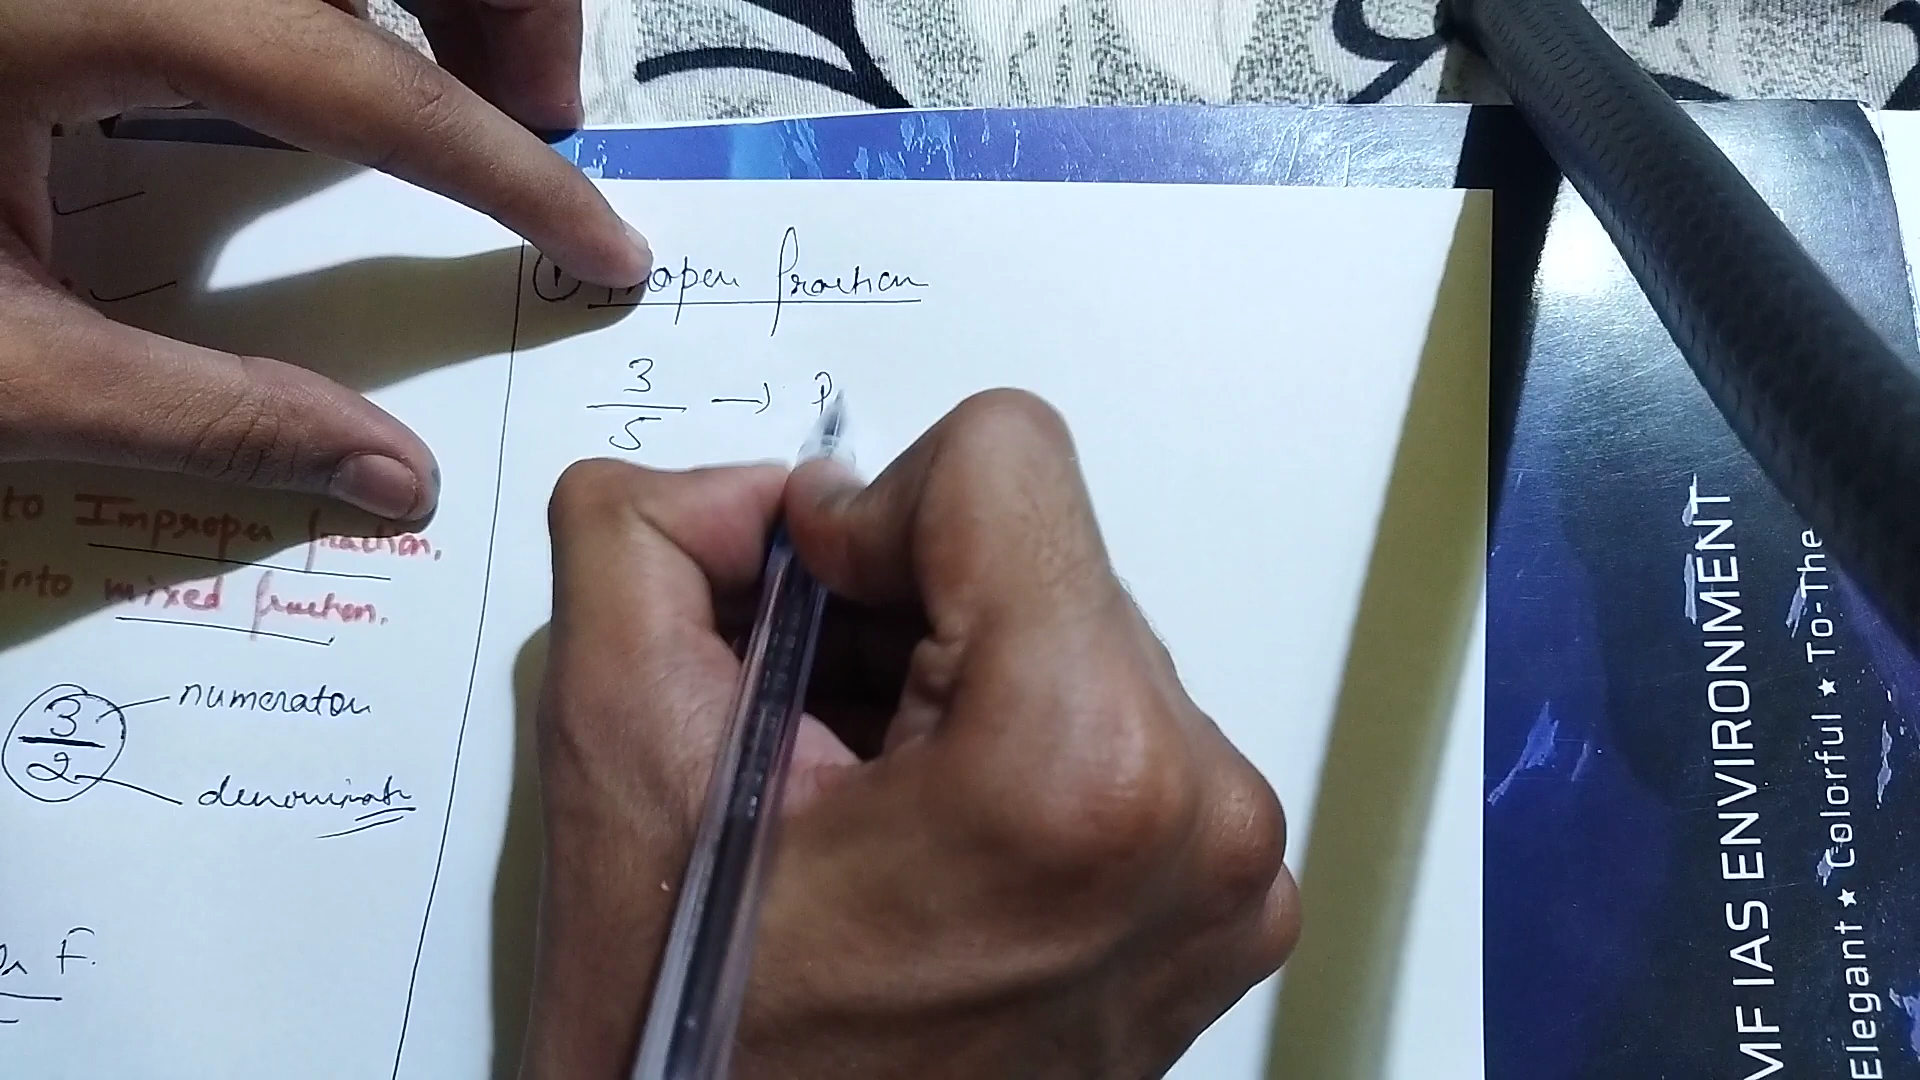 to Improper fraction.
into mixed fraction.
3 numerator
2 denominator
F.
① Proper fraction
3
5 → P
MF IAS ENVIRONMENT
Elegant ★ Colorful ★ To-The